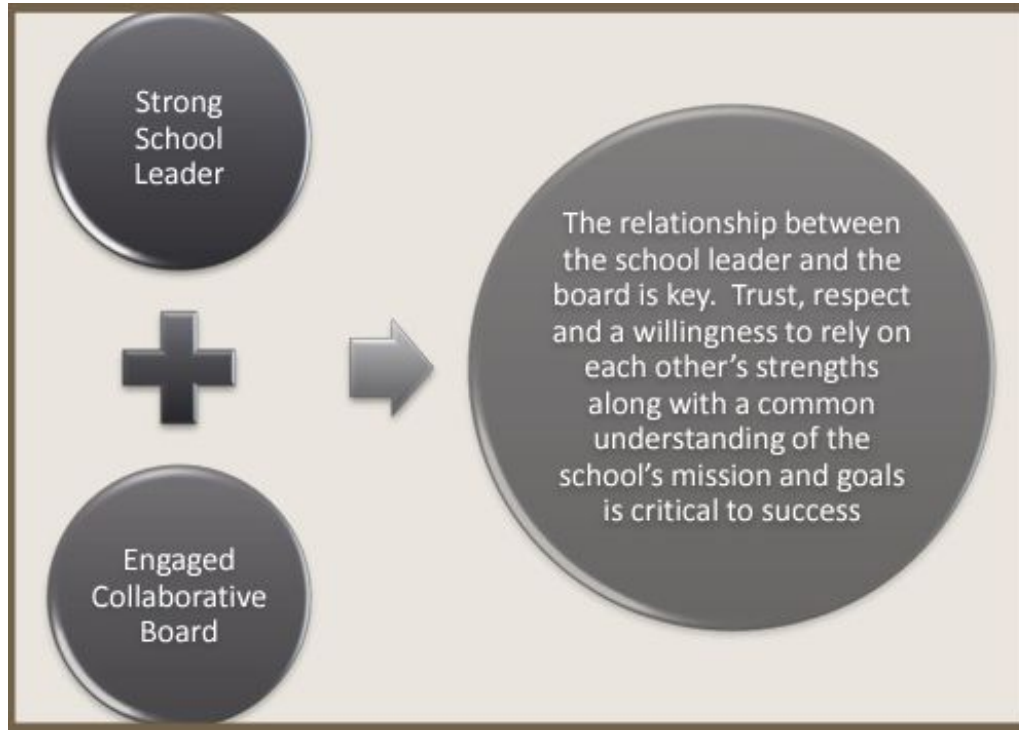 Strong
School
Leader
Engaged
Collaborative
Board
The relationship between
the school leader and the
board is key.  Trust, respect
and a willingness to rely on
each other’s strengths
along with a common
understanding of the
school’s mission and goals
is critical to success